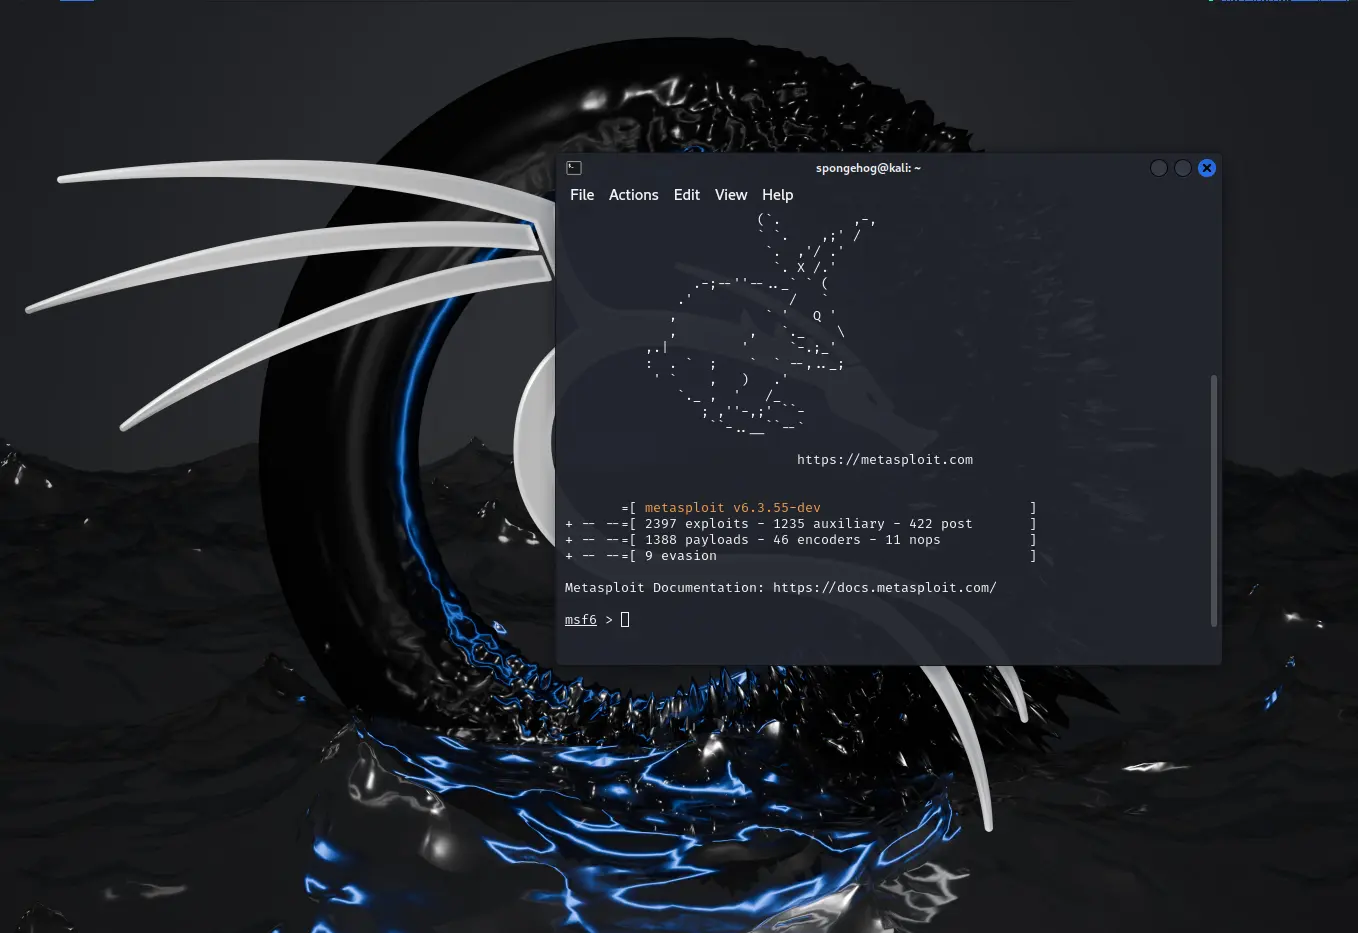 spongehog@kali: ~
File Actions Edit View Help
https://metasploit.com
=[ metasploit v6.3.55-dev ]
+ -- --=[ 2397 exploits - 1235 auxiliary - 422 post ]
+ -- --=[ 1388 payloads - 46 encoders - 11 nops ]
+ -- --=[ 9 evasion ]
Metasploit Documentation: https://docs.metasploit.com/
msf6 >